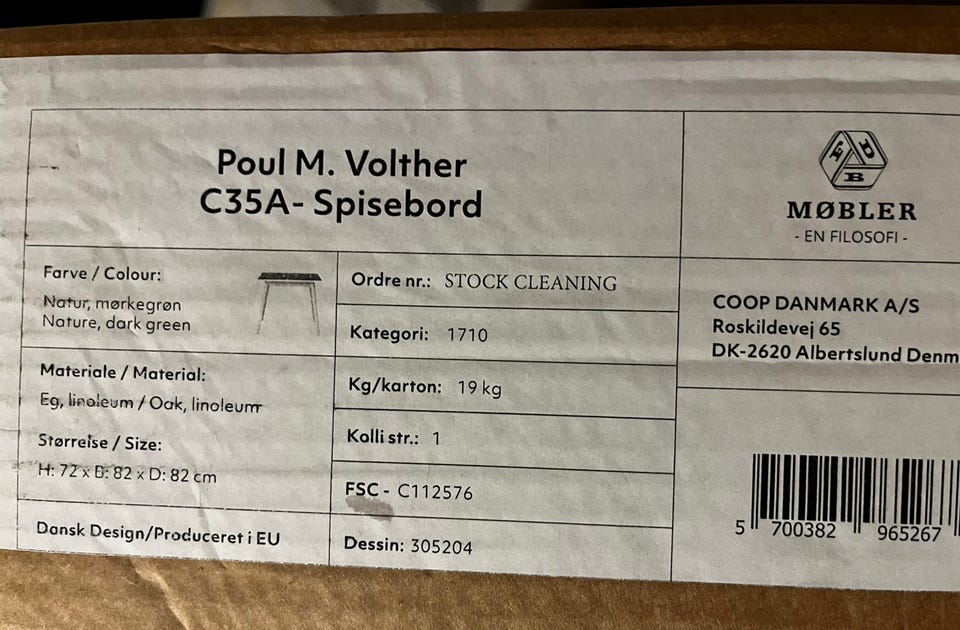 Poul M. Volther
C35A- Spisebord
FDB
MØBLER
- EN FILOSOFI -
Farve / Colour:
Natur, mørkegrøn
Nature, dark green
Materiale / Material:
Eg, linoleum / Oak, linoleum
Størrelse / Size:
H: 72 x B: 82 x D: 82 cm
Dansk Design/Produceret i EU
Ordre nr.: STOCK CLEANING
Kategori: 1710
Kg/karton: 19 kg
Kolli str.: 1
FSC - C112576
Dessin: 305204
COOP DANMARK A/S
Roskildevej 65
DK-2620 Albertslund Denm
5 700382 965267